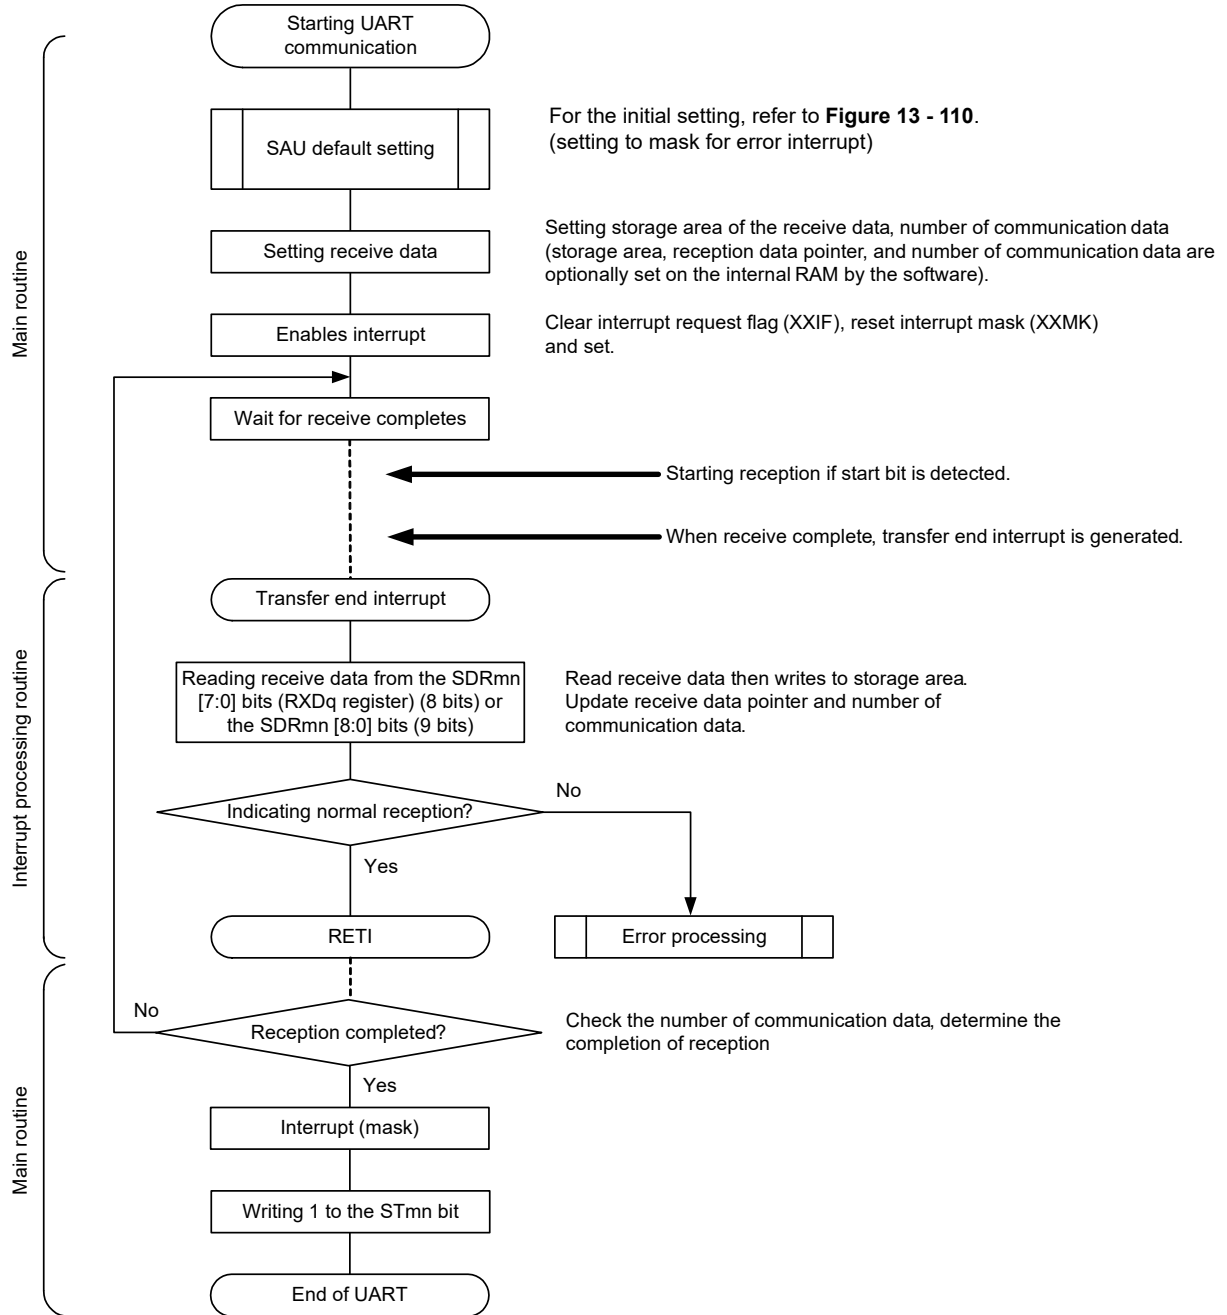 Starting UART
communication
For the initial setting, refer to Figure 13 - 110.
(setting to mask for error interrupt)
SAU default setting
Setting storage area of the receive data, number of communication data
(storage area, reception data pointer, and number of communication data are
optionally set on the internal RAM by the software).
Setting receive data
Main routine
Clear interrupt request flag (XXIF), reset interrupt mask (XXMK)
and set.
Enables interrupt
Wait for receive completes
Starting reception if start bit is detected.
When receive complete, transfer end interrupt is generated.
Transfer end interrupt
Reading receive data from the SDRmn
[7:0] bits (RXDq register) (8 bits) or
the SDRmn [8:0] bits (9 bits)
Read receive data then writes to storage area.
Update receive data pointer and number of
communication data.
Interrupt processing routine
Indicating normal reception?
No
Yes
RETI
Error processing
No
Reception completed?
Check the number of communication data, determine the
completion of reception
Yes
Main routine
Interrupt (mask)
Writing 1 to the STmn bit
End of UART